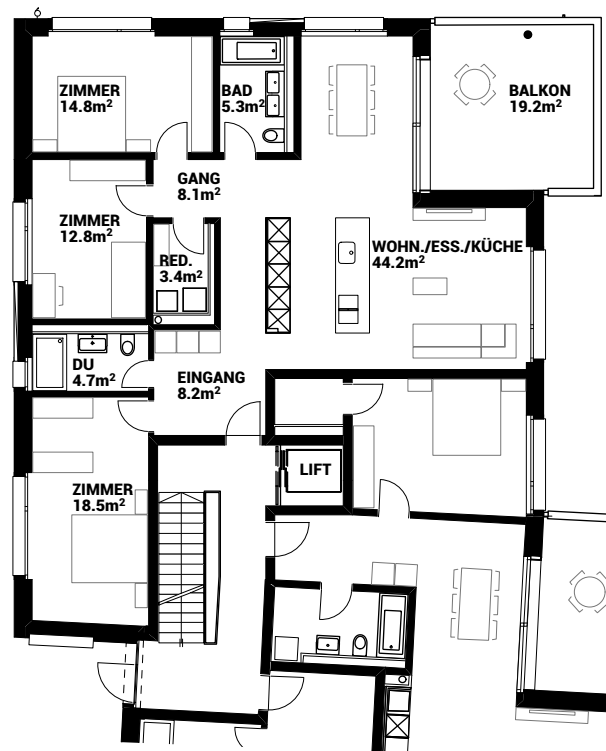 ZIMMER
14.8m²
BAD
5.3m²
BALKON
19.2m²
GANG
8.1m²
ZIMMER
12.8m²
RED.
3.4m²
WOHN./ESS./KÜCHE
44.2m²
DU
4.7m²
EINGANG
8.2m²
LIFT
ZIMMER
18.5m²